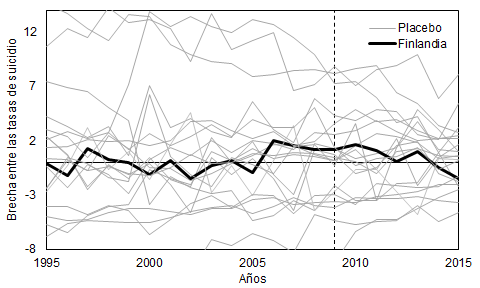 Brecha entre las tasas de suicidio
12
7
2
-3
-8
Placebo
Finlandia
1995 2000 2005 2010 2015
Años